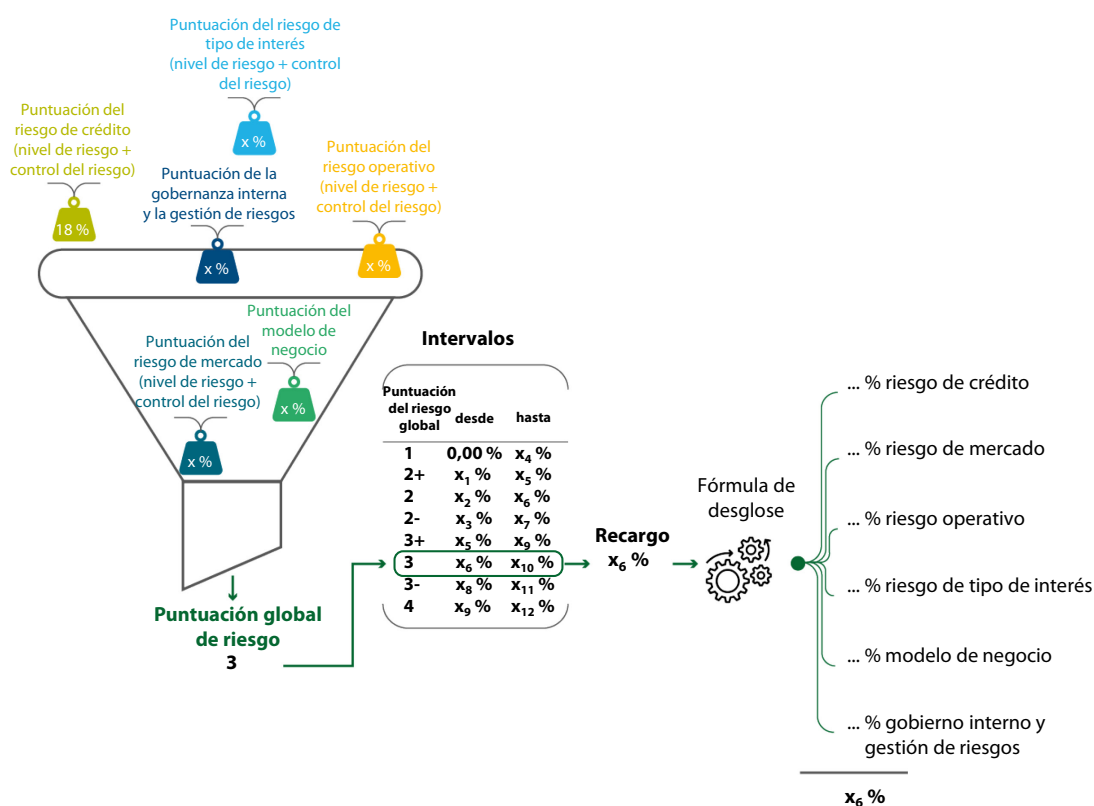 Puntuación del riesgo de
tipo de interés
(nivel de riesgo + control
del riesgo)
x %
Puntuación del
riesgo de crédito
(nivel de riesgo +
control del riesgo)
18 %
Puntuación de la
gobernanza interna
y la gestión de riesgos
x %
Puntuación del
riesgo operativo
(nivel de riesgo +
control del riesgo)
x %
Puntuación del
modelo de
negocio
x %
Puntuación del
riesgo de mercado
(nivel de riesgo +
control del riesgo)
x %
Puntuación global
de riesgo
3
Intervalos
Puntuación
del riesgo
global
desde
hasta
1 0,00 % x₄ %
2+ x₁ % x₅ %
2 x₂ % x₆ %
2- x₃ % x₇ %
3+ x₅ % x₉ %
3 x₆ % x₁₀ %
3- x₈ % x₁₁ %
4 x₉ % x₁₂ %
Recargo
x₆ %
Fórmula de
desglose
... % riesgo de crédito
... % riesgo de mercado
... % riesgo operativo
... % riesgo de tipo de interés
... % modelo de negocio
... % gobierno interno y
gestión de riesgos
x₆ %